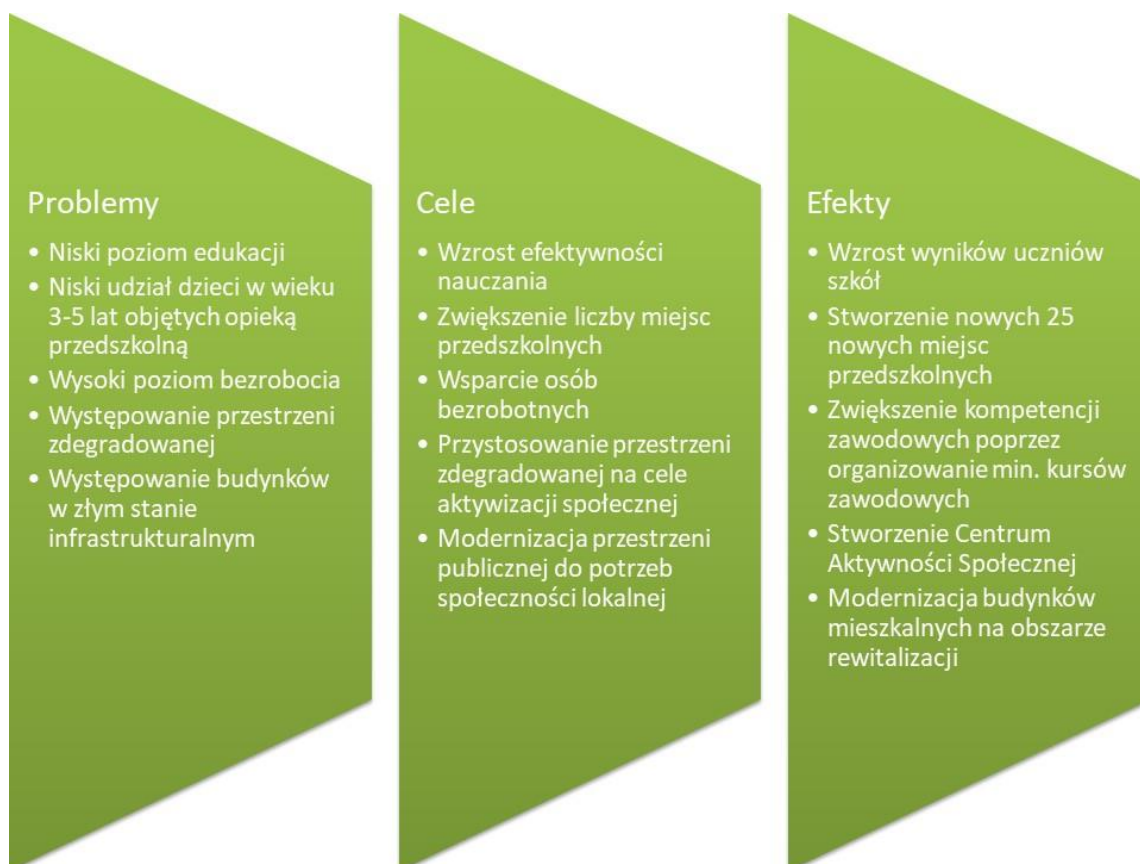 Problemy
• Niski poziom edukacji
• Niski udział dzieci w wieku
3-5 lat objętych opieką
przedszkolną
• Wysoki poziom bezrobocia
• Występowanie przestrzeni
zdegradowanej
• Występowanie budynków
w złym stanie
infrastrukturalnym
Cele
• Wzrost efektywności
nauczania
• Zwiększenie liczby miejsc
przedszkolnych
• Wsparcie osób
bezrobotnych
• Przystosowanie przestrzeni
zdegradowanej na cele
aktywizacji społecznej
• Modernizacja przestrzeni
publicznej do potrzeb
społeczności lokalnej
Efekty
• Wzrost wyników uczniów
szkół
• Stworzenie nowych 25
nowych miejsc
przedszkolnych
• Zwiększenie kompetencji
zawodowych poprzez
organizowanie min. kursów
zawodowych
• Stworzenie Centrum
Aktywności Społecznej
• Modernizacja budynków
mieszkalnych na obszarze
rewitalizacji